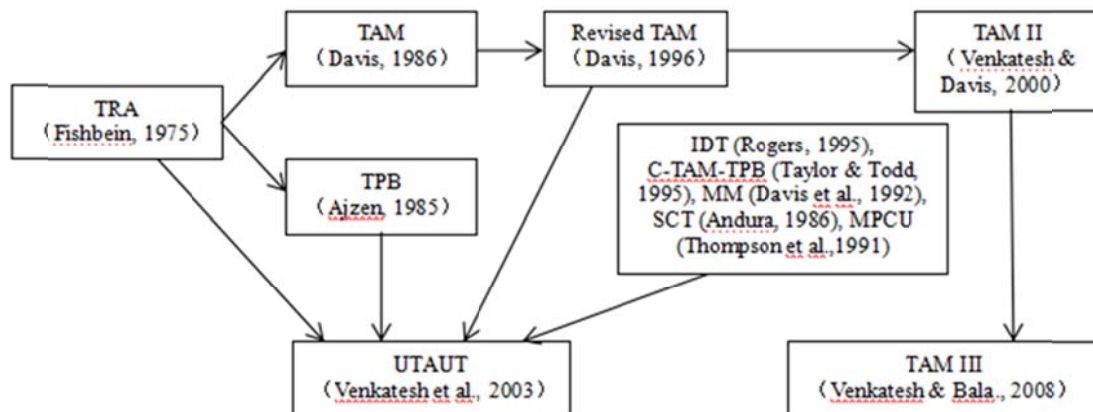 TAM
（Davis, 1986）
Revised TAM
（Davis, 1996）
TAM II
（Venkatesh &
Davis, 2000）
TRA
（Fishbein, 1975）
IDT (Rogers, 1995),
C-TAM-TPB (Taylor & Todd,
1995), MM (Davis et al., 1992),
SCT (Andura, 1986), MPCU
(Thompson et al.,1991)
TPB
（Ajzen, 1985）
UTAUT
（Venkatesh et al., 2003）
TAM III
（Venkatesh & Bala., 2008）